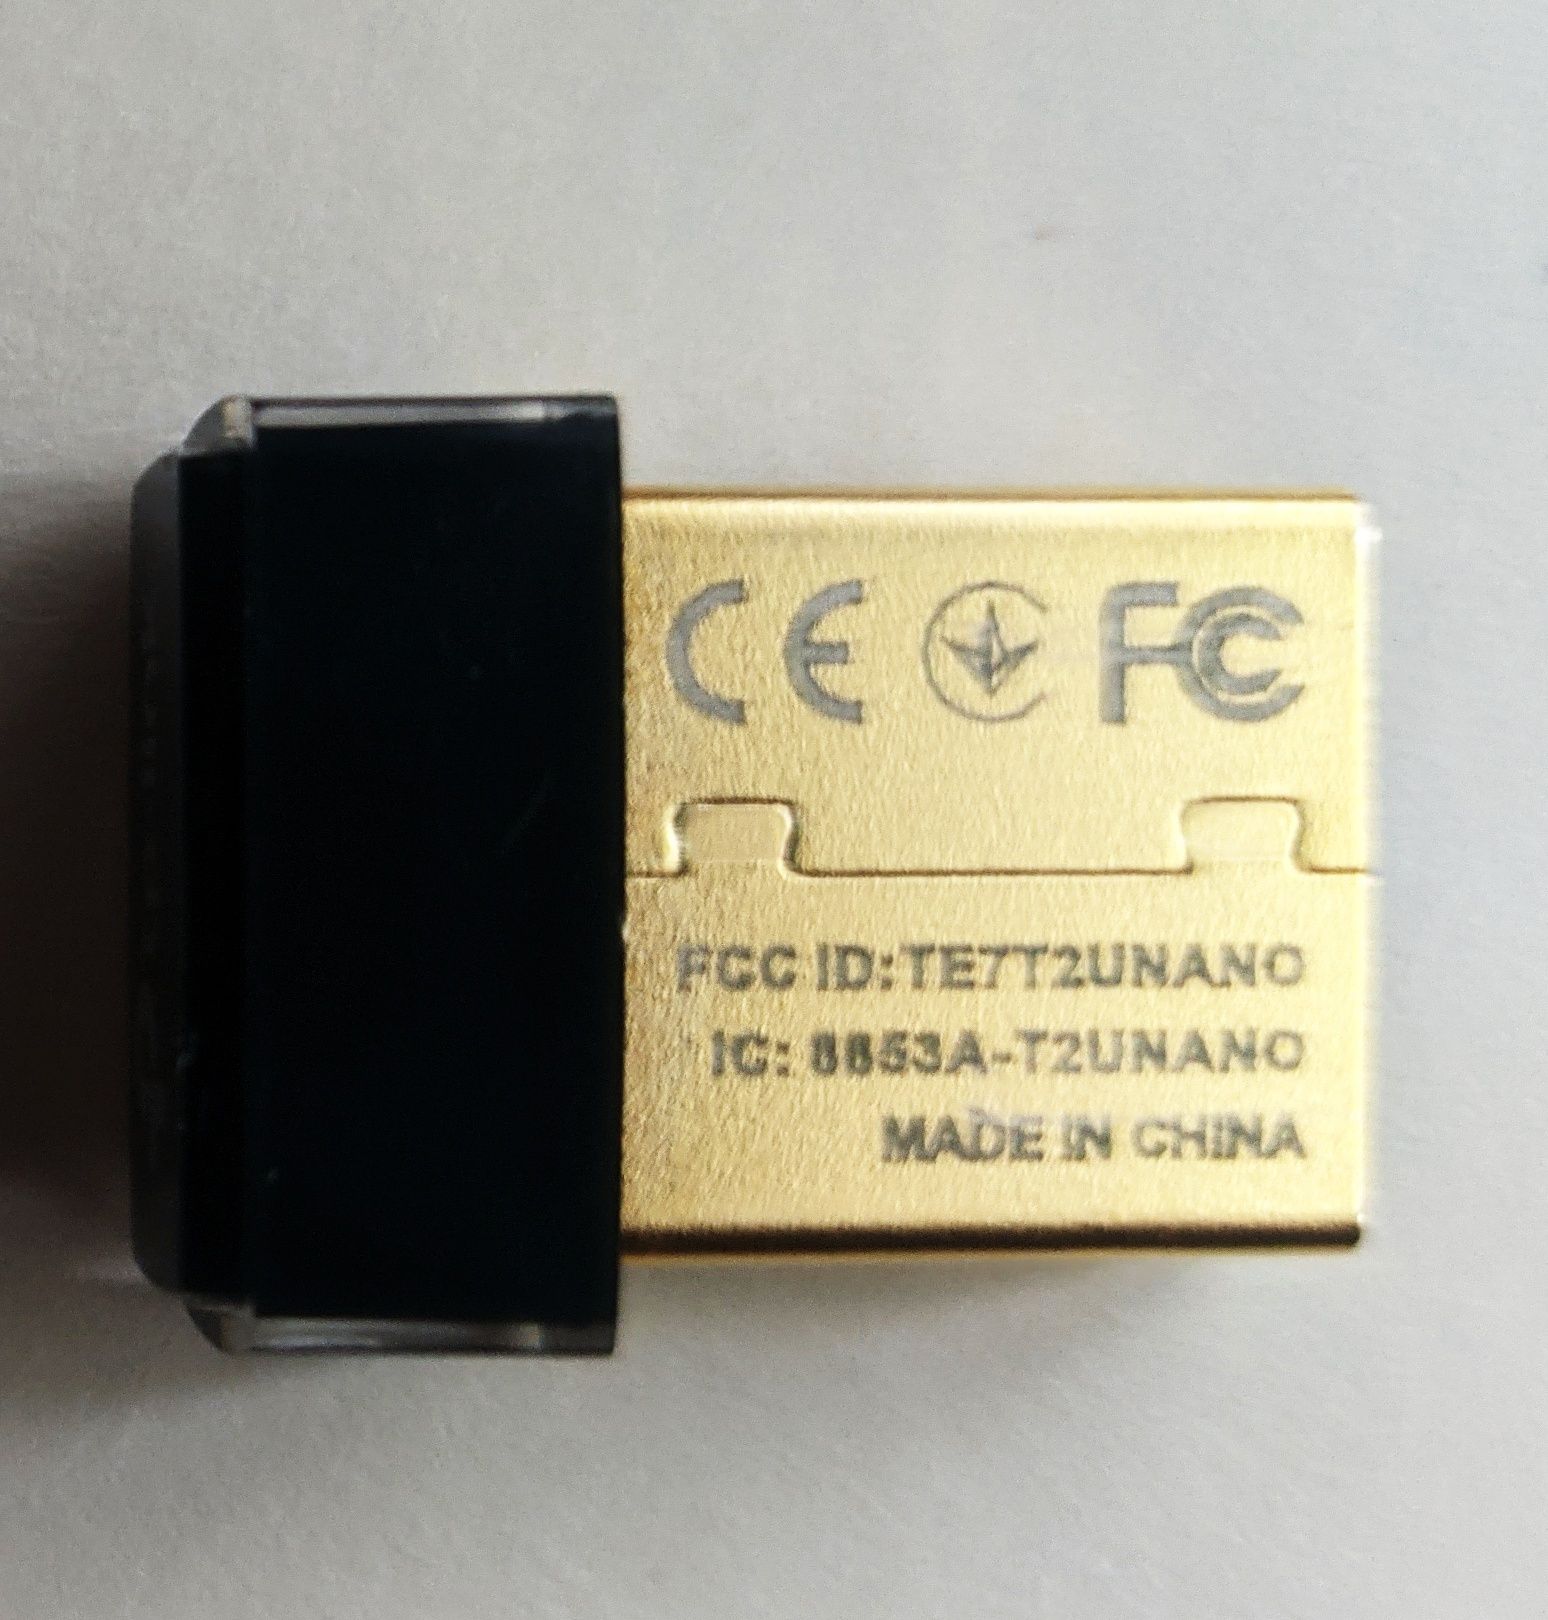 CE FC
FCC ID:TE7T2UNANO
IC: 8853A-T2UNANO
MADE IN CHINA